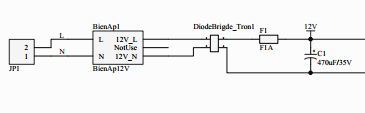 BienAp1
DiodeBrigde_Tron1
F1
12V
L
L
12V_L
2
NotUse
1
N
N
12V_N
F1A
C1
470uF/35V
JP1
BienAp12V